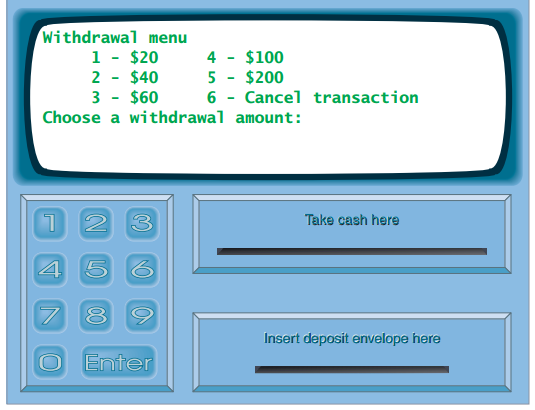 Withdrawal menu
1 - $20 4 - $100
2 - $40 5 - $200
3 - $60 6 - Cancel transaction
Choose a withdrawal amount:
1 2 3
Take cash here
4 5 6
7 8 9
Insert deposit envelope here
0 Enter